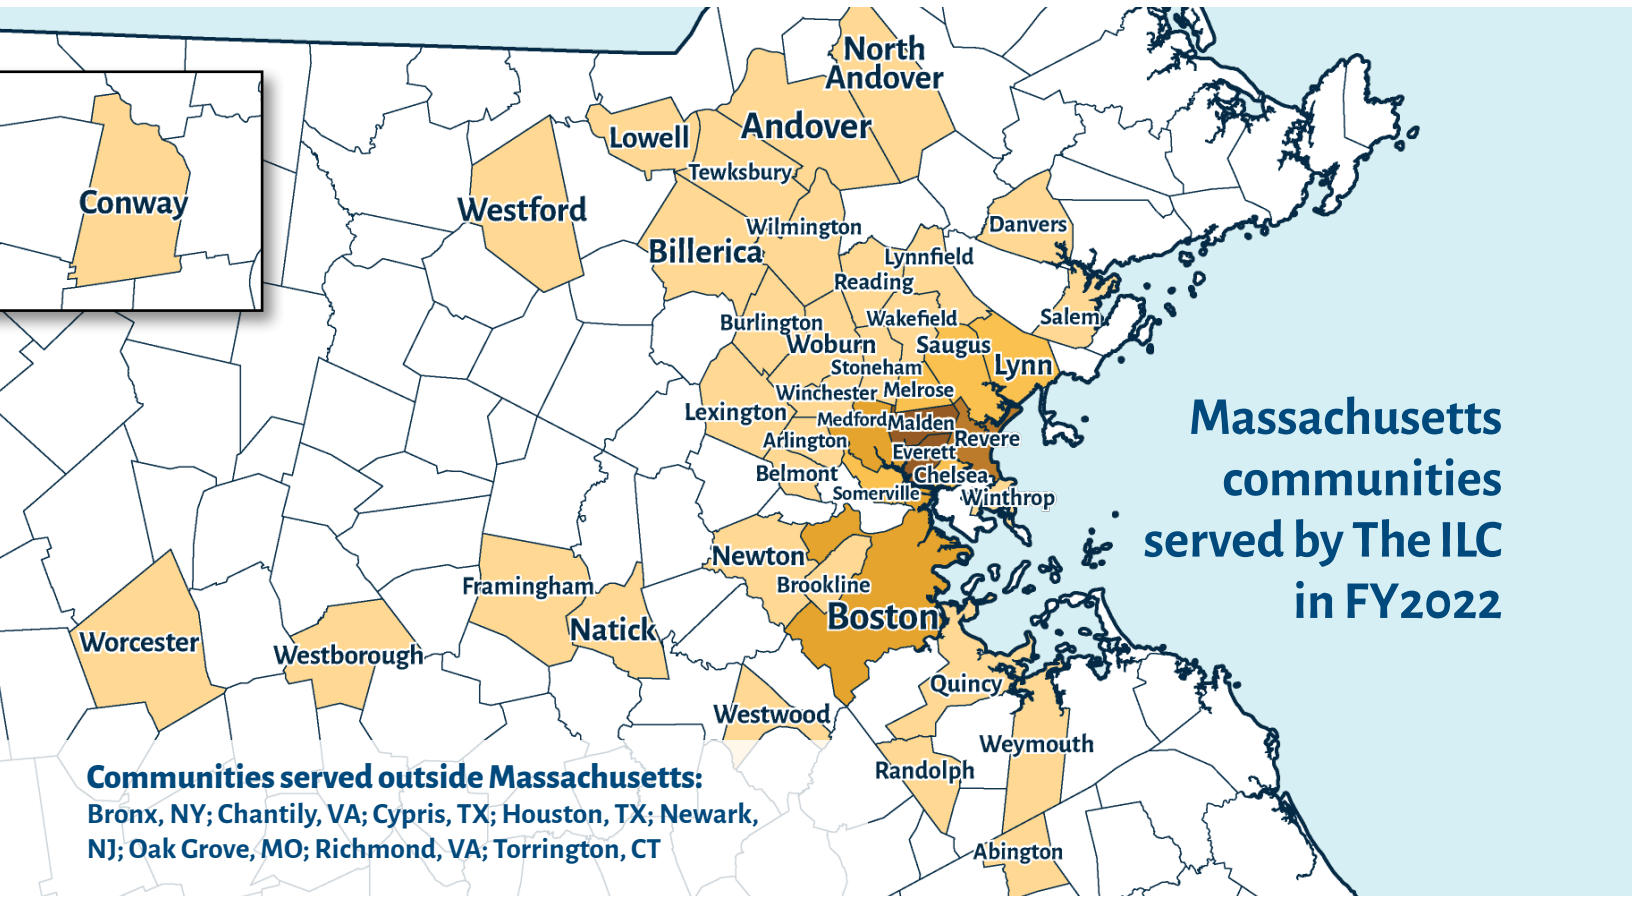 North
Andover
Andover
Lowell
Tewksbury
Conway
Westford
Wilmington
Danvers
Billerica
Lynnfield
Reading
Burlington
Wakefield
Salem
Woburn
Saugus
Stoneham
Lynn
Winchester
Melrose
Lexington
Medford
Malden
Arlington
Revere
Everett
Belmont
Chelsea
Somerville
Winthrop
Newton
Brookline
Framingham
Boston
Natick
Worcester
Westborough
Quincy
Westwood
Weymouth
Randolph
Abington
Massachusetts
communities
served by The ILC
in FY2022
Communities served outside Massachusetts:
Bronx, NY; Chantily, VA; Cypris, TX; Houston, TX; Newark,
NJ; Oak Grove, MO; Richmond, VA; Torrington, CT